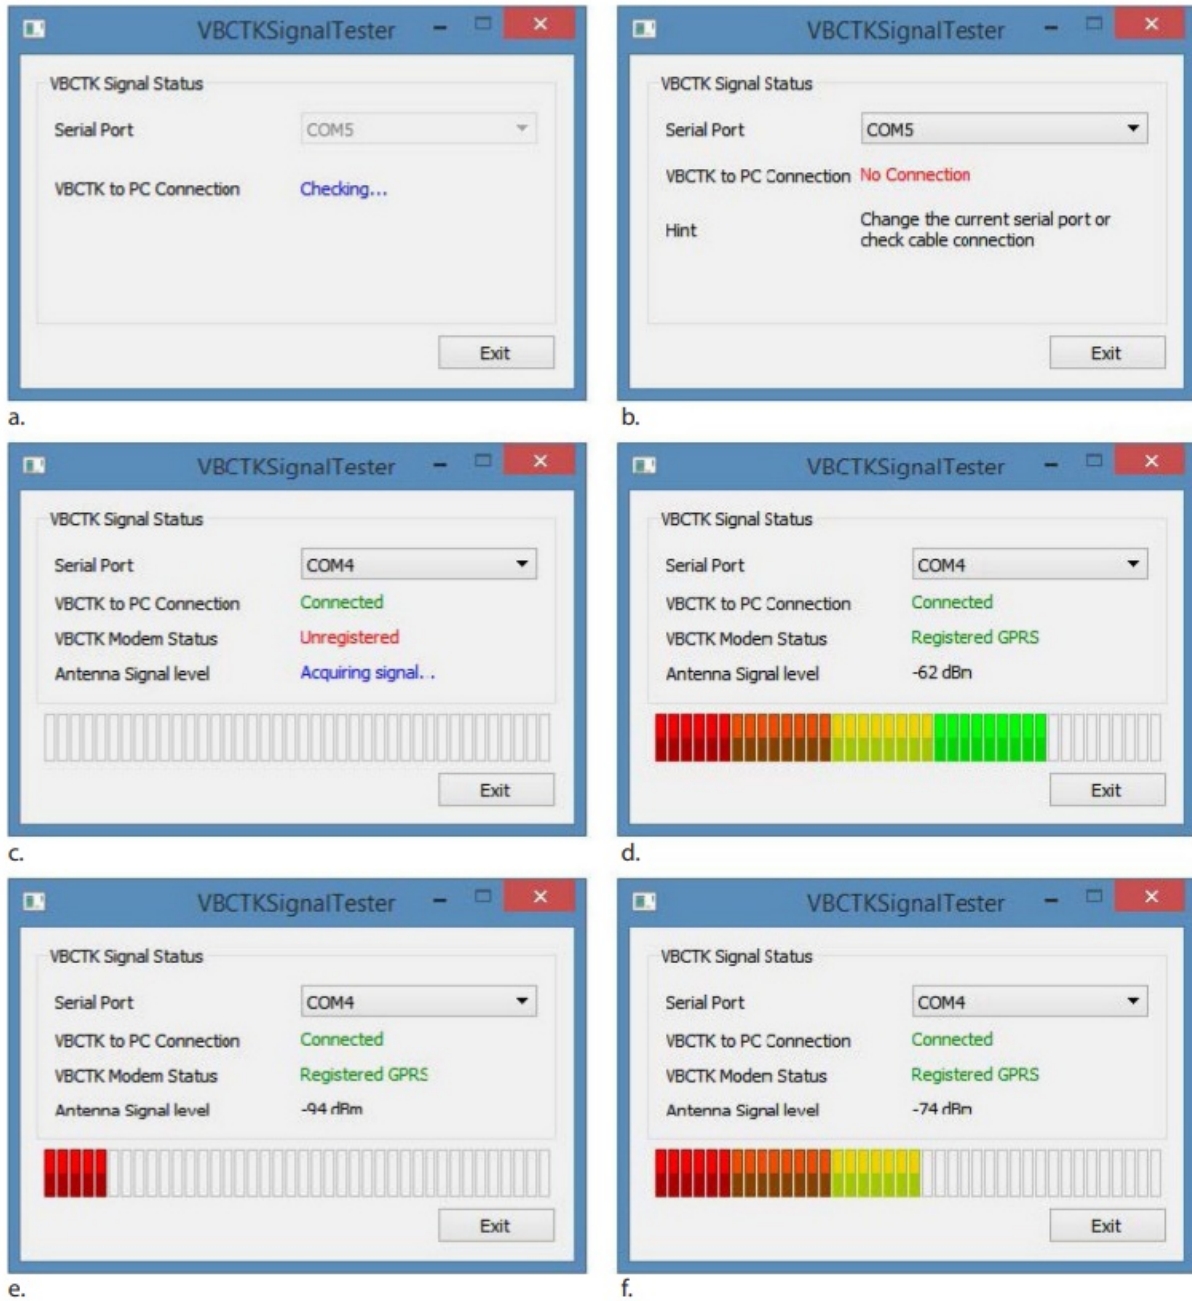 VBCTKSignalTester
VBCTK Signal Status
Serial Port COM5
VBCTK to PC Connection Checking...
Exit
a.
VBCTKSignalTester
VBCTK Signal Status
Serial Port COM5
VBCTK to PC Connection No Connection
Hint Change the current serial port or
check cable connection
Exit
b.
VBCTKSignalTester
VBCTK Signal Status
Serial Port COM4
VBCTK to PC Connection Connected
VBCTK Modem Status Unregistered
Antenna Signal level Acquiring signal...
Exit
c.
VBCTKSignalTester
VBCTK Signal Status
Serial Port COM4
VBCTK to PC Connection Connected
VBCTK Modem Status Registered GPRS
Antenna Signal level -62 dBm
Exit
d.
VBCTKSignalTester
VBCTK Signal Status
Serial Port COM4
VBCTK to PC Connection Connected
VBCTK Modem Status Registered GPRS
Antenna Signal level -94 dBm
Exit
e.
VBCTKSignalTester
VBCTK Signal Status
Serial Port COM4
VBCTK to PC Connection Connected
VBCTK Modem Status Registered GPRS
Antenna Signal level -74 dBm
Exit
f.